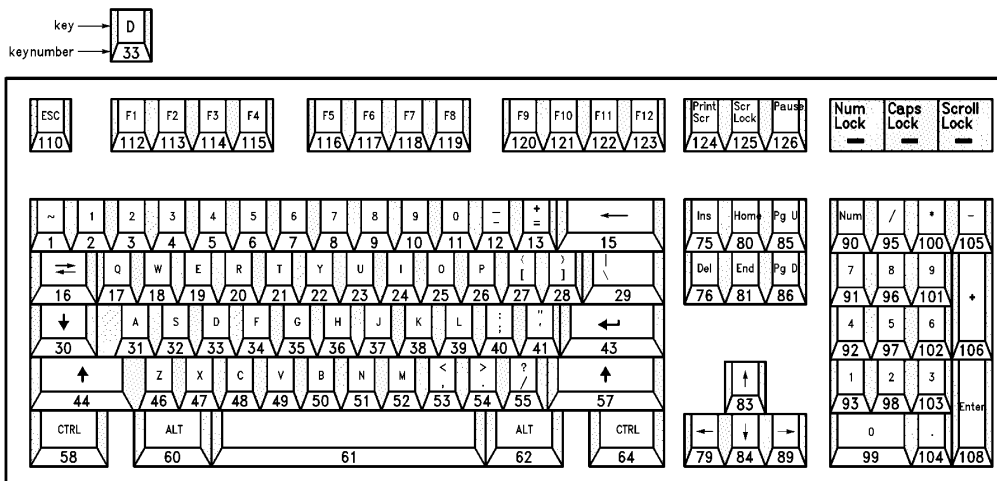 key D
keynumber 33
ESC F1 F2 F3 F4 F5 F6 F7 F8 F9 F10 F11 F12 Print Scr Scr Lock Pause Num Lock Caps Lock Scroll Lock
110 112 113 114 115 116 117 118 119 120 121 122 123 124 125 126
~ 1 2 3 4 5 6 7 8 9 0 — - + = ← Ins Home Pg U Num / * -
1 2 3 4 5 6 7 8 9 10 11 12 13 15 75 80 85 90 95 100 105
⇄ Q W E R T Y U I O P ( [ ) ] | \ Del End Pg D 7 8 9 +
16 17 18 19 20 21 22 23 24 25 26 27 28 29 76 81 86 91 96 101
↓ A S D F G H J K L : ; " ' ↵ 4 5 6
30 31 32 33 34 35 36 37 38 39 40 41 43 92 97 102 106
↑ Z X C V B N M < , > . ? / ↑ ↑ 1 2 3 Enter
44 46 47 48 49 50 51 52 53 54 55 57 83 93 98 103
CTRL ALT ALT CTRL ← ↓ → 0 .
58 60 61 62 64 79 84 89 99 104 108